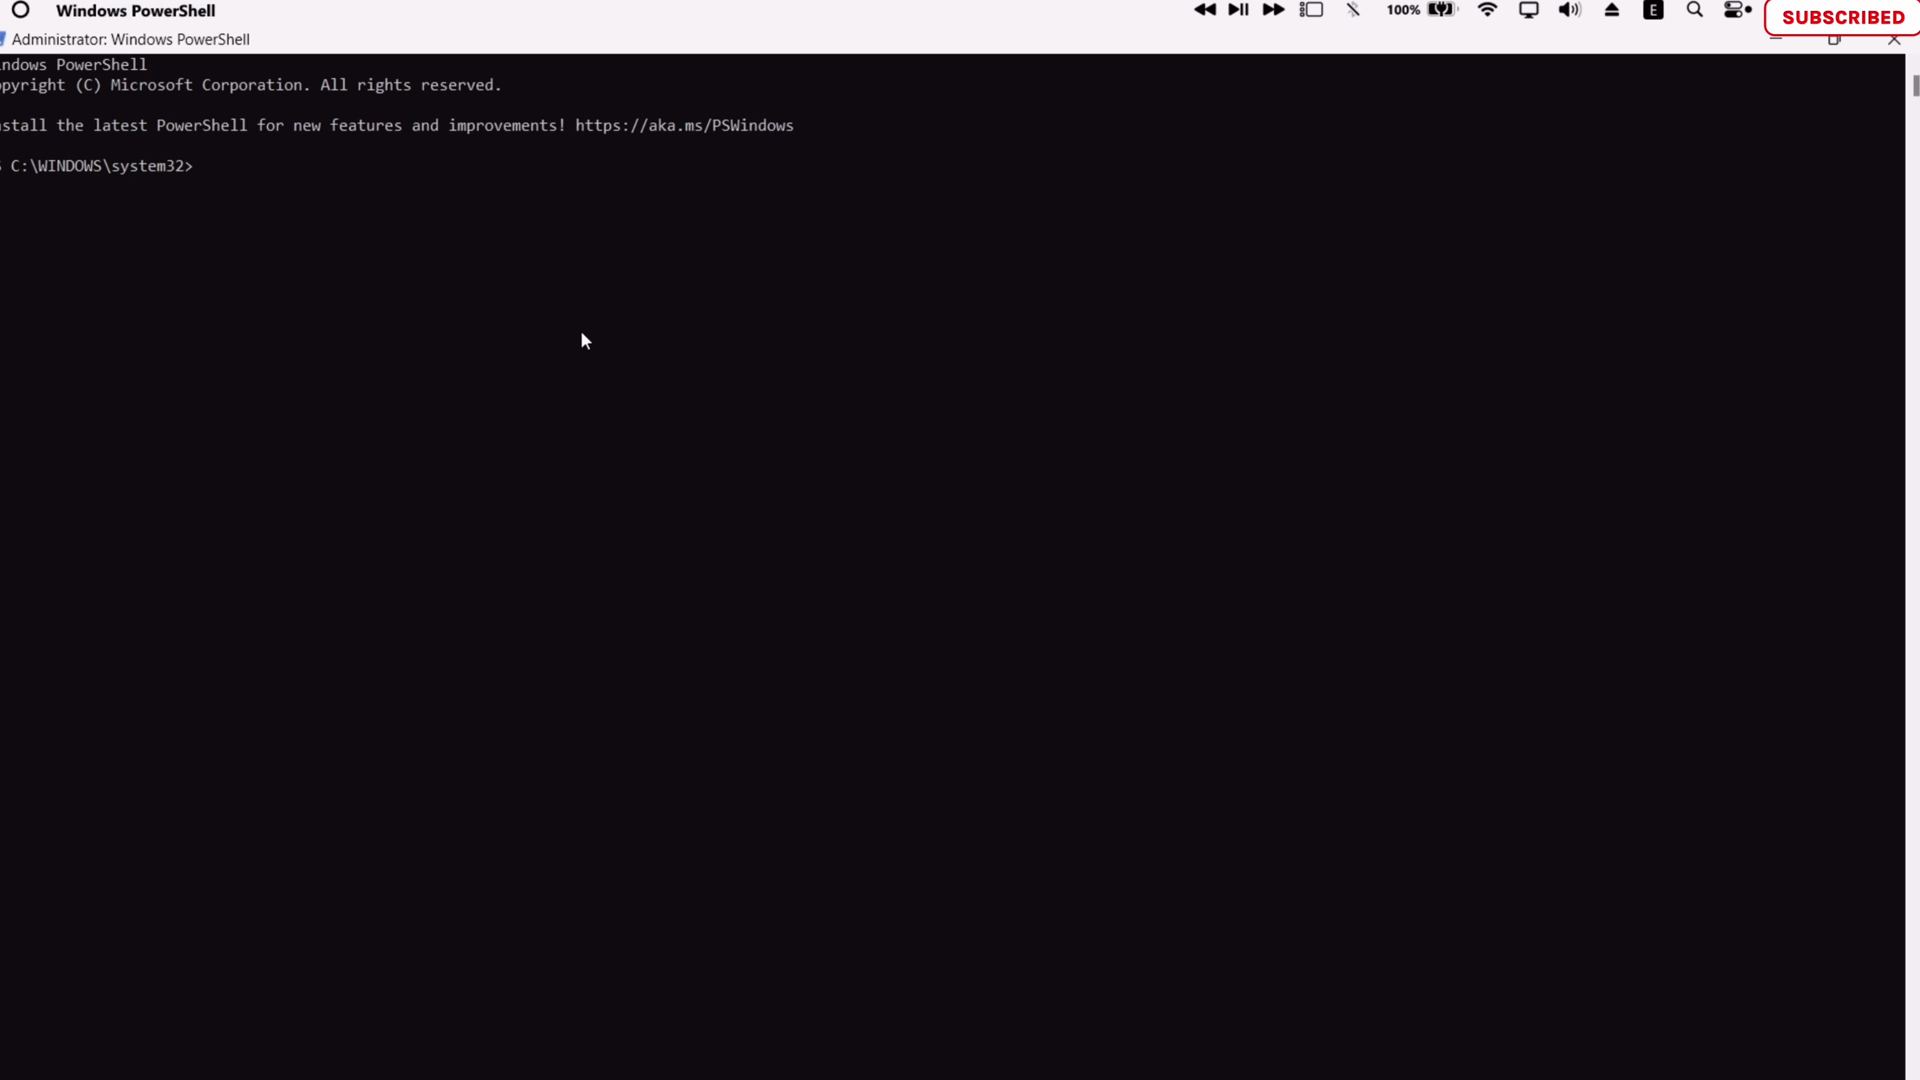 Windows PowerShell
100%
E
SUBSCRIBED
Administrator: Windows PowerShell
ndows PowerShell
pyright (C) Microsoft Corporation. All rights reserved.
stall the latest PowerShell for new features and improvements! https://aka.ms/PSWindows
C:\WINDOWS\system32>